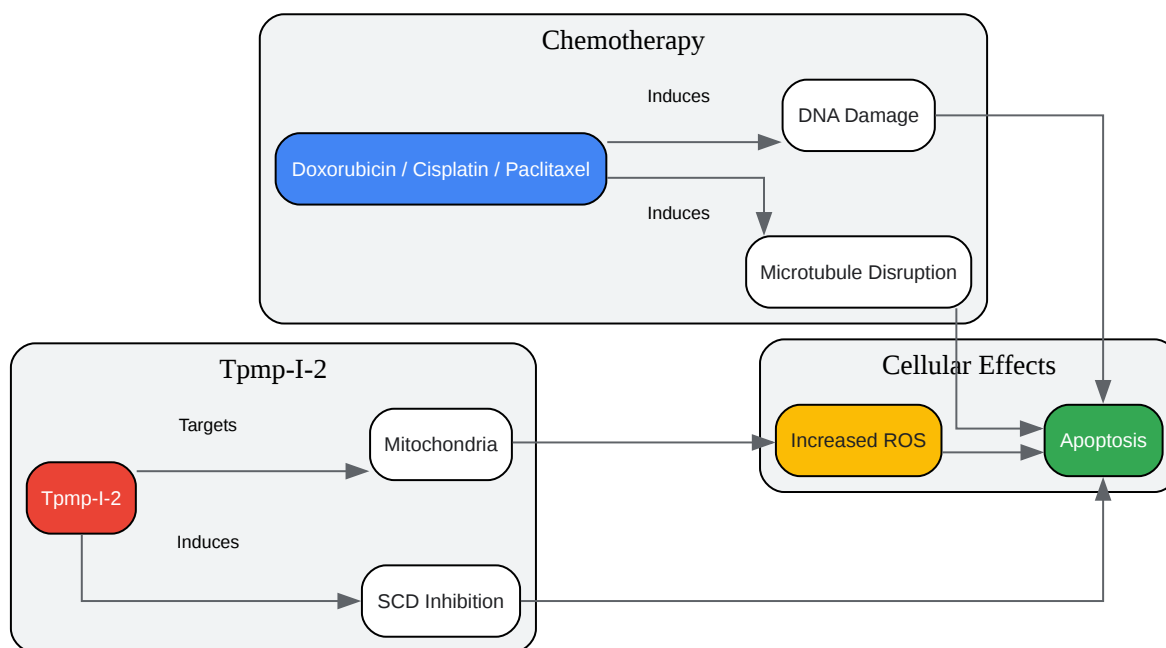 Chemotherapy
Induces
DNA Damage
Doxorubicin / Cisplatin / Paclitaxel
Induces
Microtubule Disruption
Tpmp-I-2
Targets
Mitochondria
Tpmp-I-2
Induces
SCD Inhibition
Cellular Effects
Increased ROS
Apoptosis